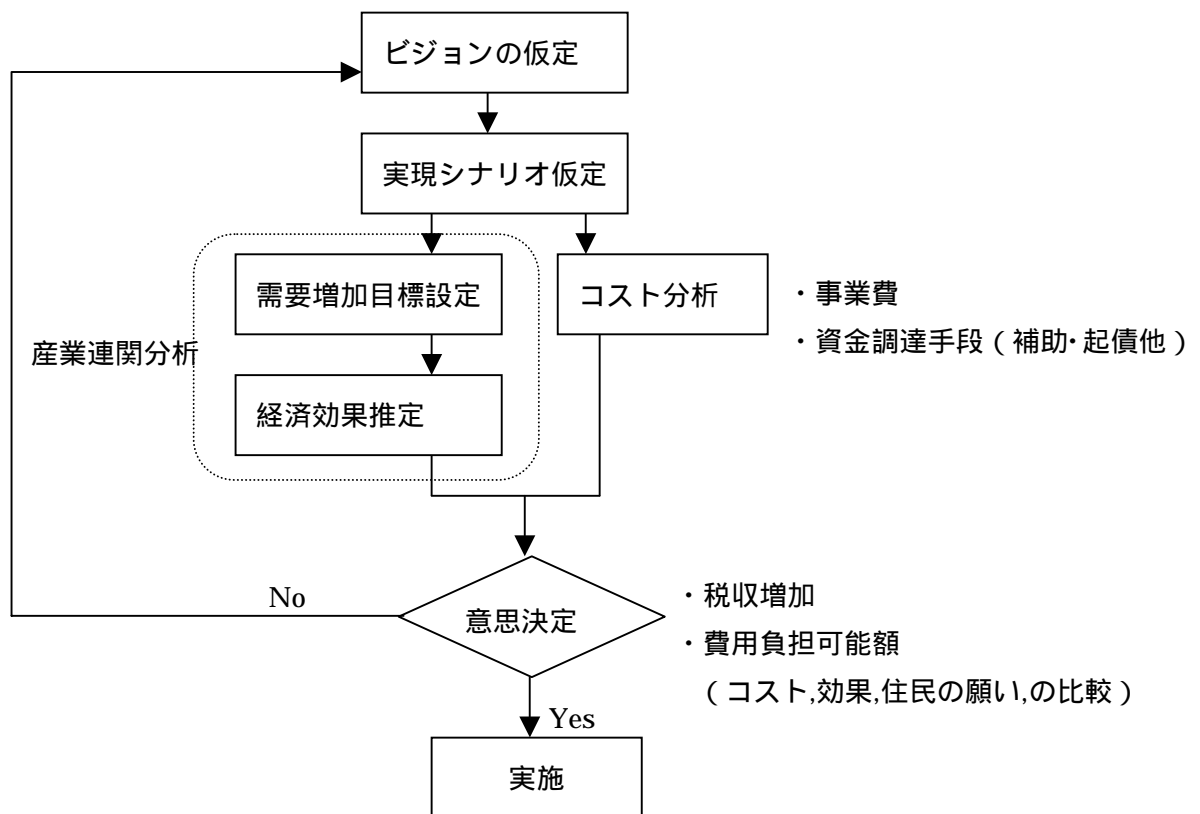 ビジョンの仮定
実現シナリオ仮定
需要増加目標設定
コスト分析
・事業費
・資金調達手段(補助・起債他)
産業連関分析
経済効果推定
No
意思決定
・税収増加
・費用負担可能額
(コスト,効果,住民の願い,の比較)
Yes
実施